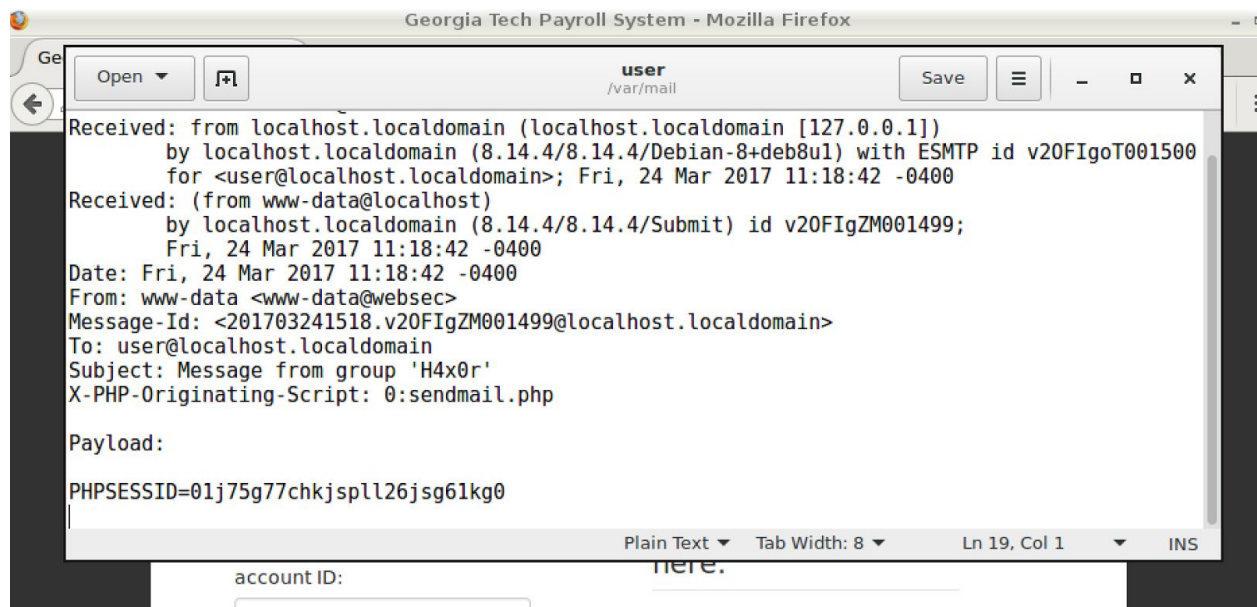 Georgia Tech Payroll System - Mozilla Firefox
Ge
Open
user
/var/mail
Save
Received: from localhost.localdomain (localhost.localdomain [127.0.0.1])
by localhost.localdomain (8.14.4/8.14.4/Debian-8+deb8u1) with ESMTP id v2OFIgoT001500
for <user@localhost.localdomain>; Fri, 24 Mar 2017 11:18:42 -0400
Received: (from www-data@localhost)
by localhost.localdomain (8.14.4/8.14.4/Submit) id v2OFIgZM001499;
Fri, 24 Mar 2017 11:18:42 -0400
Date: Fri, 24 Mar 2017 11:18:42 -0400
From: www-data <www-data@websec>
Message-Id: <201703241518.v2OFIgZM001499@localhost.localdomain>
To: user@localhost.localdomain
Subject: Message from group 'H4x0r'
X-PHP-Originating-Script: 0:sendmail.php
Payload:
PHPSESSID=01j75g77chkjspll26jsg61kg0
Plain Text Tab Width: 8 Ln 19, Col 1 INS
account ID:
here: